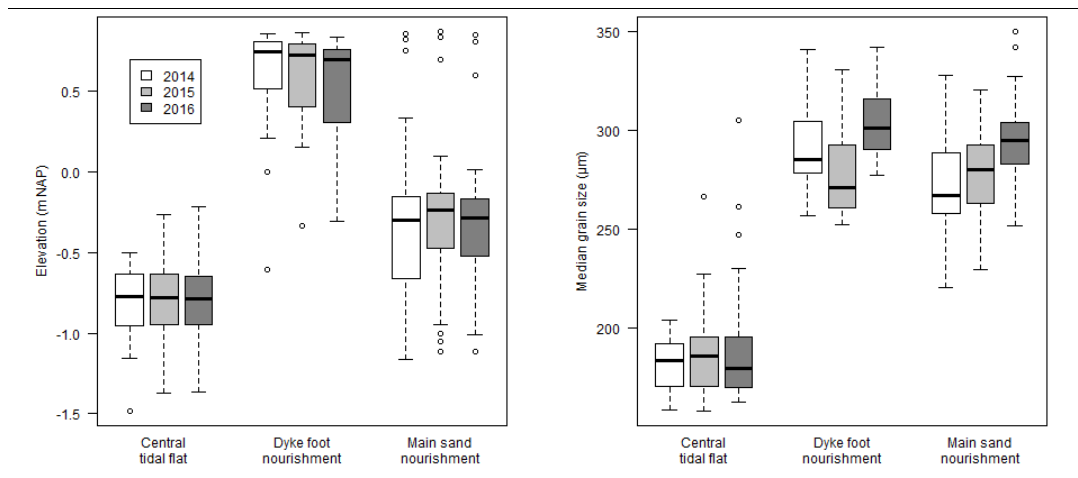 Elevation (m NAP)
0.5
0.0
-0.5
-1.0
-1.5
2014
2015
2016
Central
tidal flat
Dyke foot
nourishment
Main sand
nourishment
Median grain size (µm)
350
300
250
200
Central
tidal flat
Dyke foot
nourishment
Main sand
nourishment